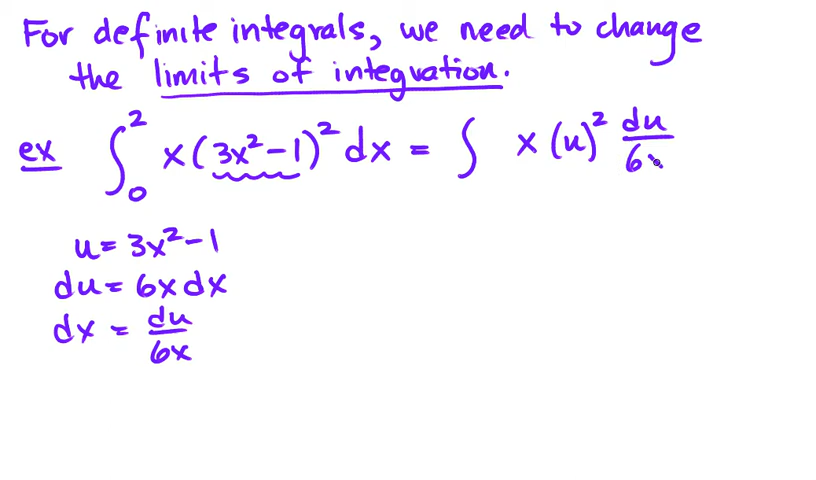 For definite integrals, we need to change
the limits of integration.
ex ∫₀² x(3x²-1)² dx = ∫ x(u)² du/6x
u = 3x²-1
du = 6x dx
dx = du/6x